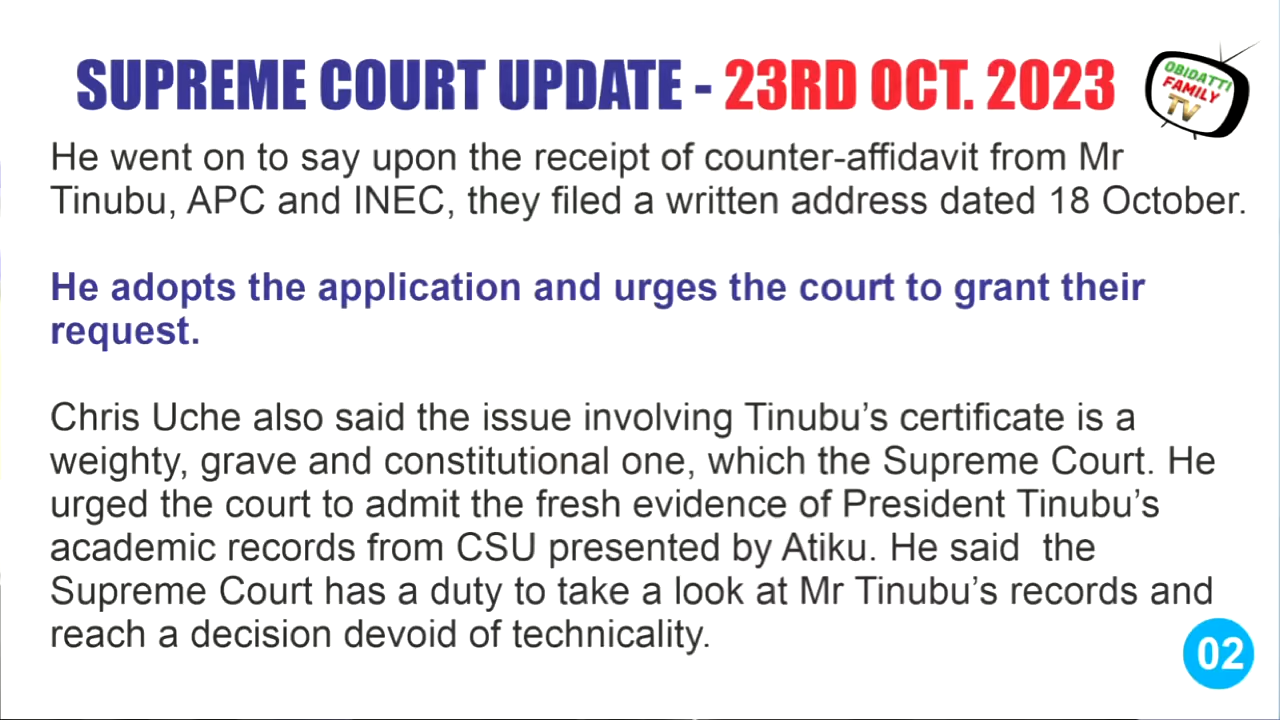 SUPREME COURT UPDATE - 23RD OCT. 2023
OBIDATTI
FAMILY
TV
He went on to say upon the receipt of counter-affidavit from Mr
Tinubu, APC and INEC, they filed a written address dated 18 October.
He adopts the application and urges the court to grant their
request.
Chris Uche also said the issue involving Tinubu’s certificate is a
weighty, grave and constitutional one, which the Supreme Court. He
urged the court to admit the fresh evidence of President Tinubu’s
academic records from CSU presented by Atiku. He said  the
Supreme Court has a duty to take a look at Mr Tinubu’s records and
reach a decision devoid of technicality.
02